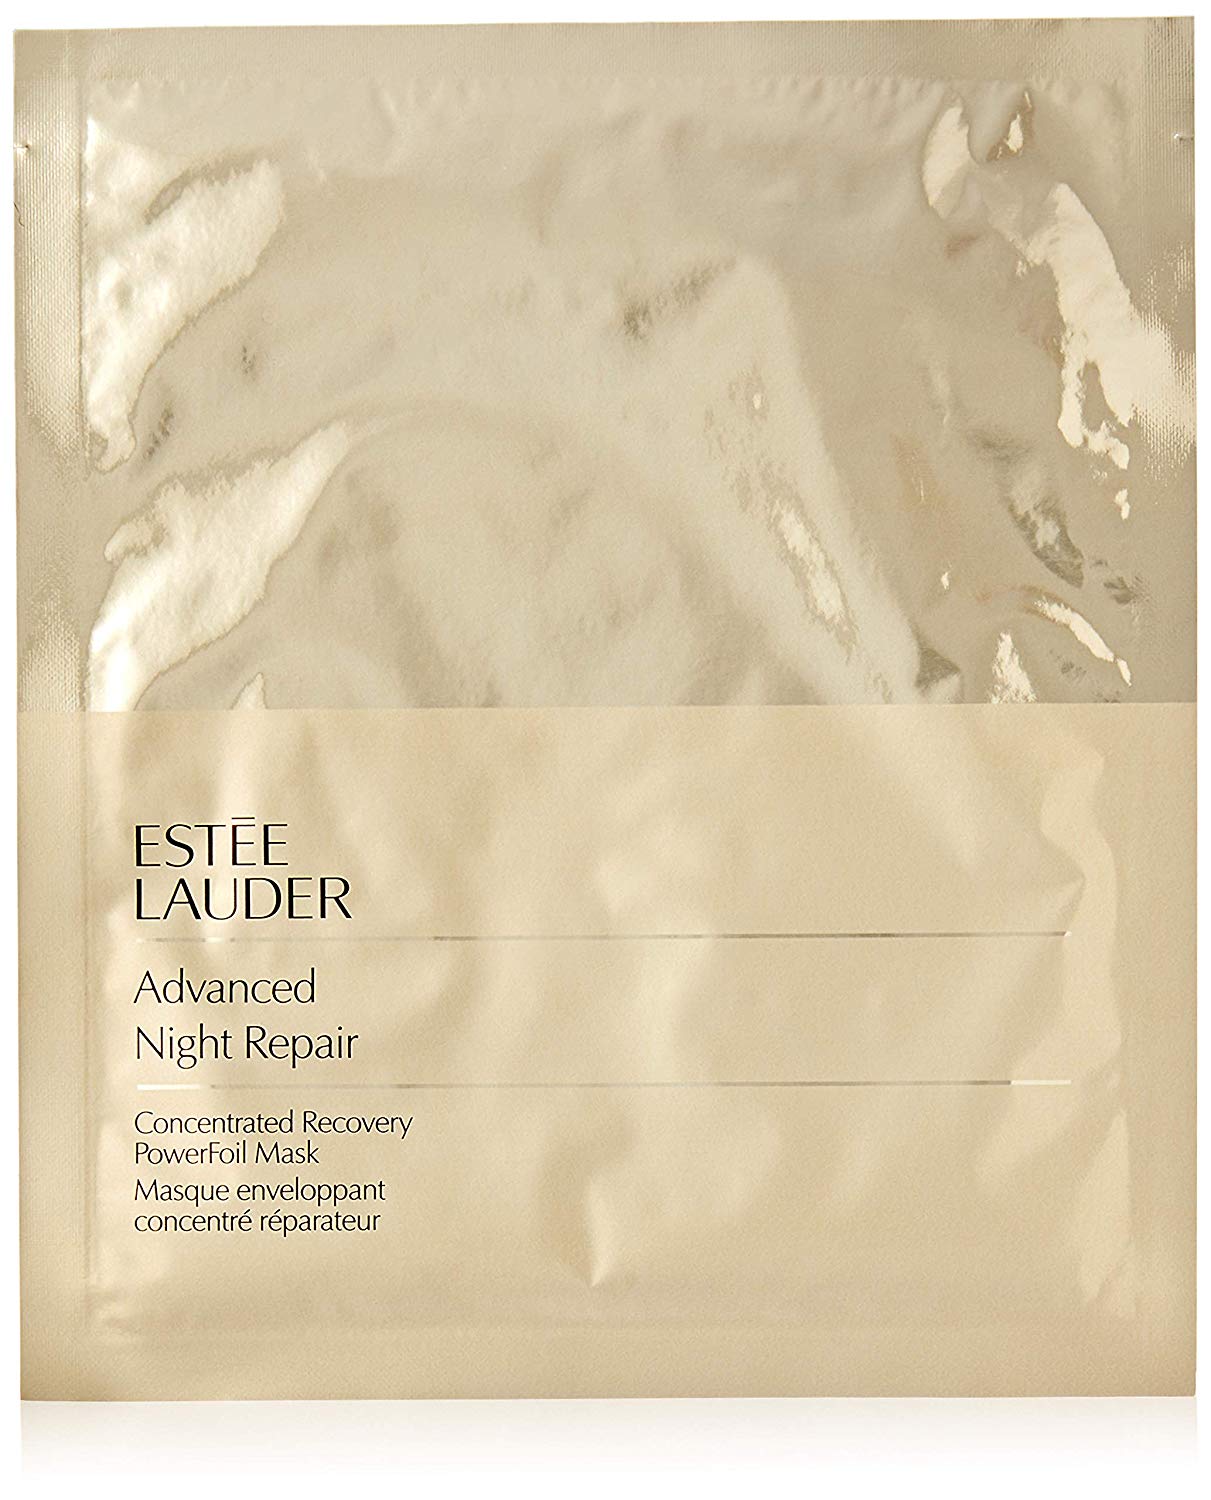 ESTĒE
LAUDER
Advanced
Night Repair
Concentrated Recovery
PowerFoil Mask
Masque enveloppant
concentré réparateur